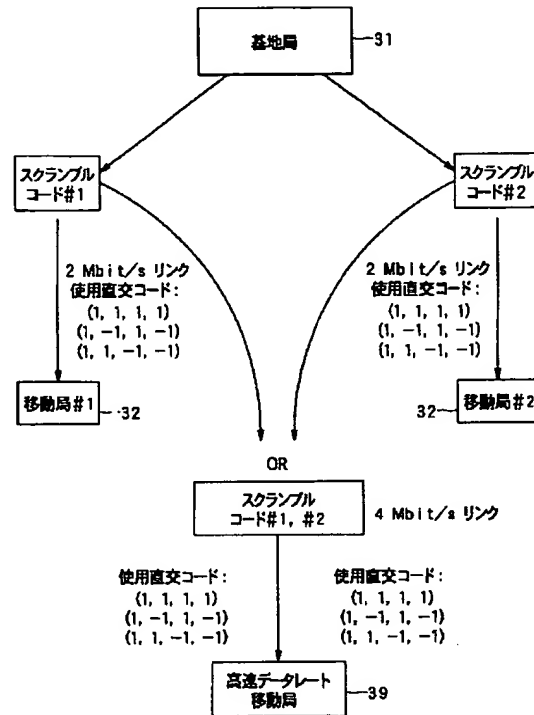 基地局
31
スクランブル
コード#1
スクランブル
コード#2
2 Mbit/s リンク
使用直交コード:
(1, 1, 1, 1)
(1, -1, 1, -1)
(1, 1, -1, -1)
2 Mbit/s リンク
使用直交コード:
(1, 1, 1, 1)
(1, -1, 1, -1)
(1, 1, -1, -1)
移動局#1
32
32
移動局#2
OR
スクランブル
コード#1, #2
4 Mbit/s リンク
使用直交コード:
(1, 1, 1, 1)
(1, -1, 1, -1)
(1, 1, -1, -1)
使用直交コード:
(1, 1, 1, 1)
(1, -1, 1, -1)
(1, 1, -1, -1)
高速データレート
移動局
39